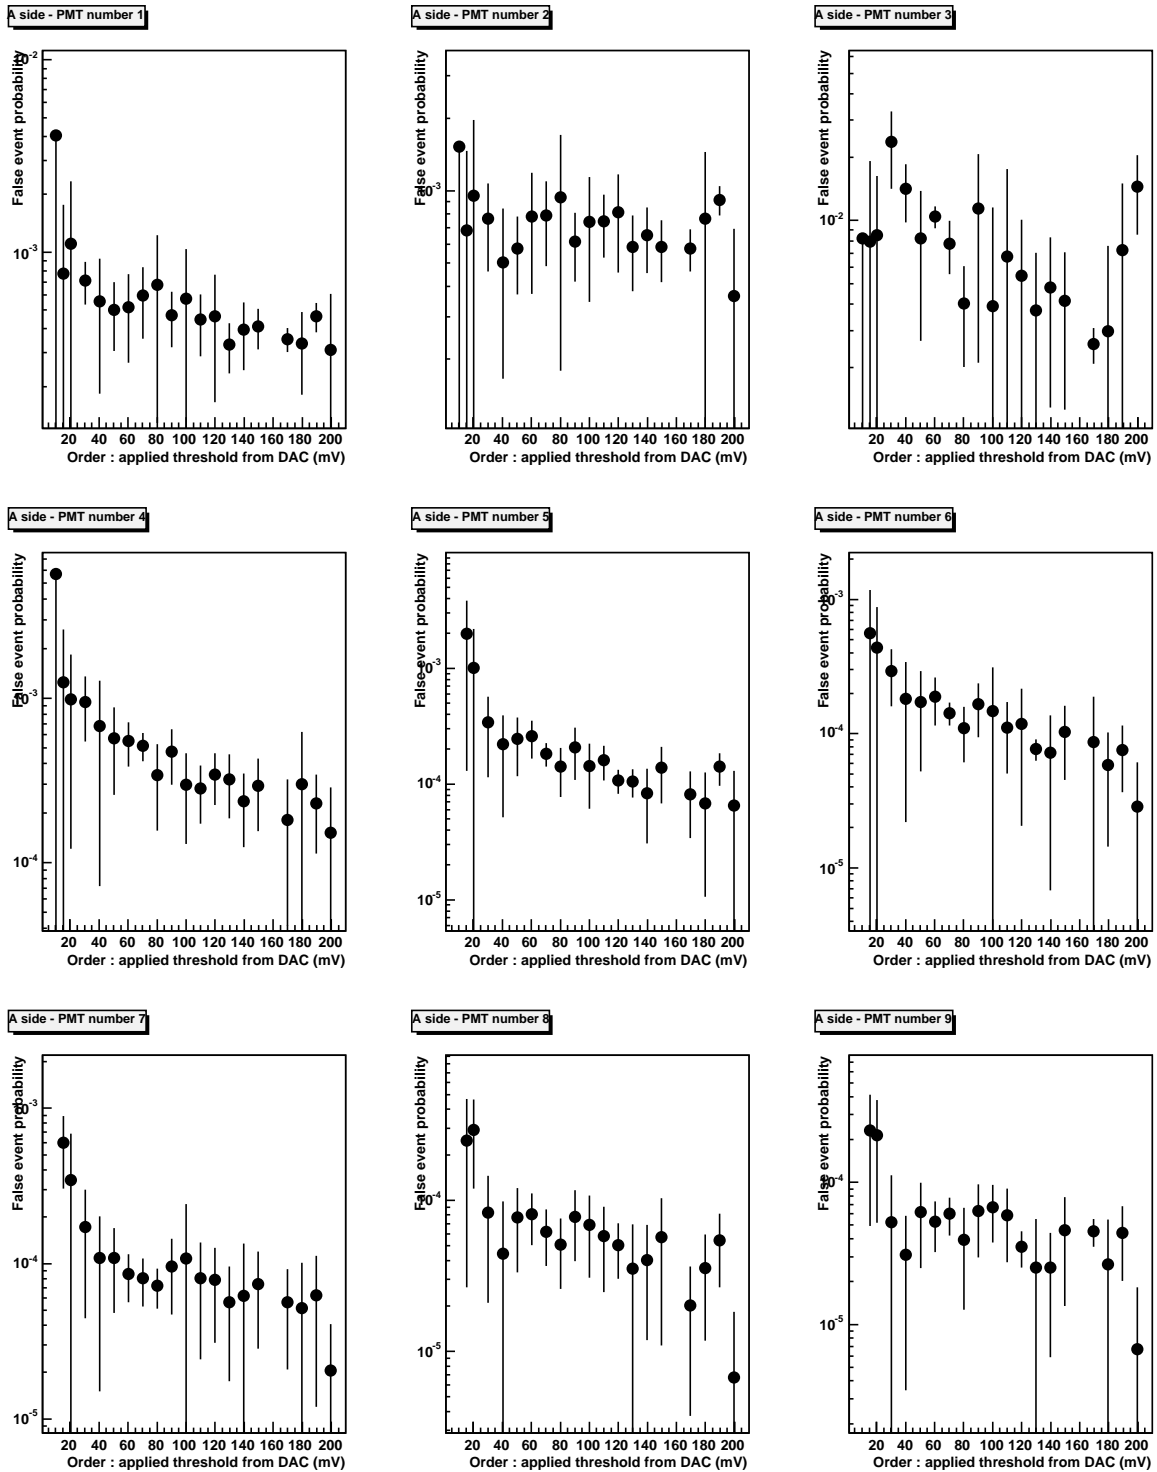 A side - PMT number 1
False event probability
10^-2
10^-3
20 40 60 80 100 120 140 160 180 200
Order : applied threshold from DAC (mV)
A side - PMT number 2
False event probability
10^-3
20 40 60 80 100 120 140 160 180 200
Order : applied threshold from DAC (mV)
A side - PMT number 3
False event probability
10^-2
20 40 60 80 100 120 140 160 180 200
Order : applied threshold from DAC (mV)
A side - PMT number 4
False event probability
10^-3
10^-4
20 40 60 80 100 120 140 160 180 200
Order : applied threshold from DAC (mV)
A side - PMT number 5
False event probability
10^-3
10^-4
10^-5
20 40 60 80 100 120 140 160 180 200
Order : applied threshold from DAC (mV)
A side - PMT number 6
False event probability
10^-3
10^-4
10^-5
20 40 60 80 100 120 140 160 180 200
Order : applied threshold from DAC (mV)
A side - PMT number 7
False event probability
10^-3
10^-4
10^-5
20 40 60 80 100 120 140 160 180 200
Order : applied threshold from DAC (mV)
A side - PMT number 8
False event probability
10^-4
10^-5
20 40 60 80 100 120 140 160 180 200
Order : applied threshold from DAC (mV)
A side - PMT number 9
False event probability
10^-4
10^-5
20 40 60 80 100 120 140 160 180 200
Order : applied threshold from DAC (mV)